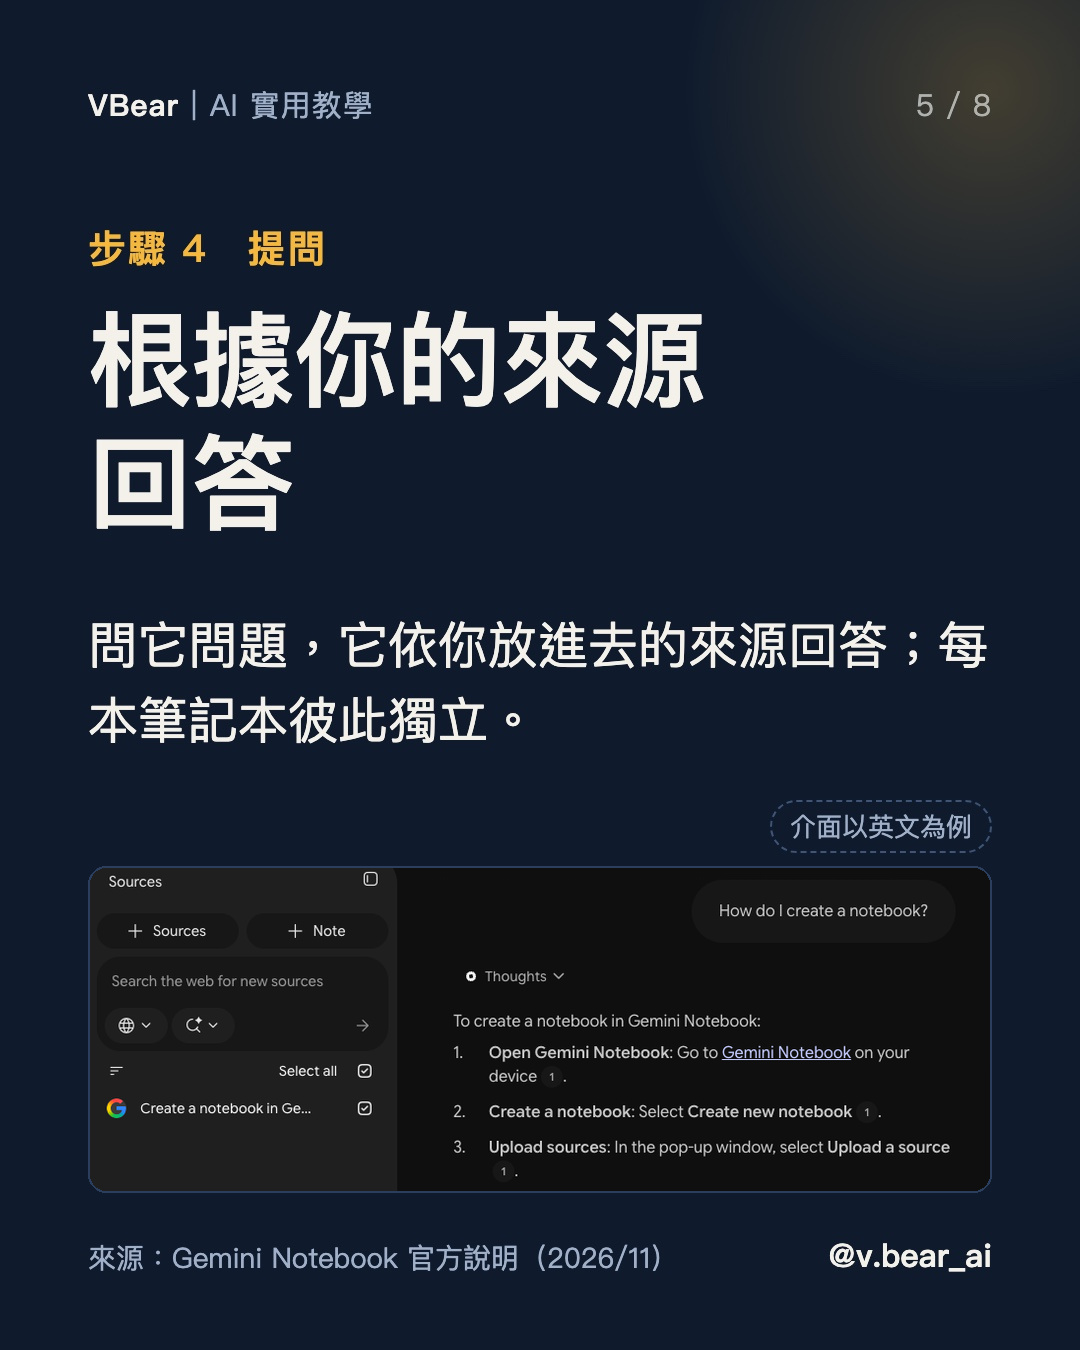 VBear | AI 實用教學
5 / 8
步驟 4 提問
根據你的來源
回答
問它問題，它依你放進去的來源回答；每
本筆記本彼此獨立。
介面以英文為例
Sources
+ Sources
+ Note
Search the web for new sources
Select all
Create a notebook in Ge...
How do I create a notebook?
Thoughts
To create a notebook in Gemini Notebook:
1. Open Gemini Notebook: Go to Gemini Notebook on your
device 1 .
2. Create a notebook: Select Create new notebook 1 .
3. Upload sources: In the pop-up window, select Upload a source
1 .
來源：Gemini Notebook 官方說明（2026/11）
@v.bear_ai